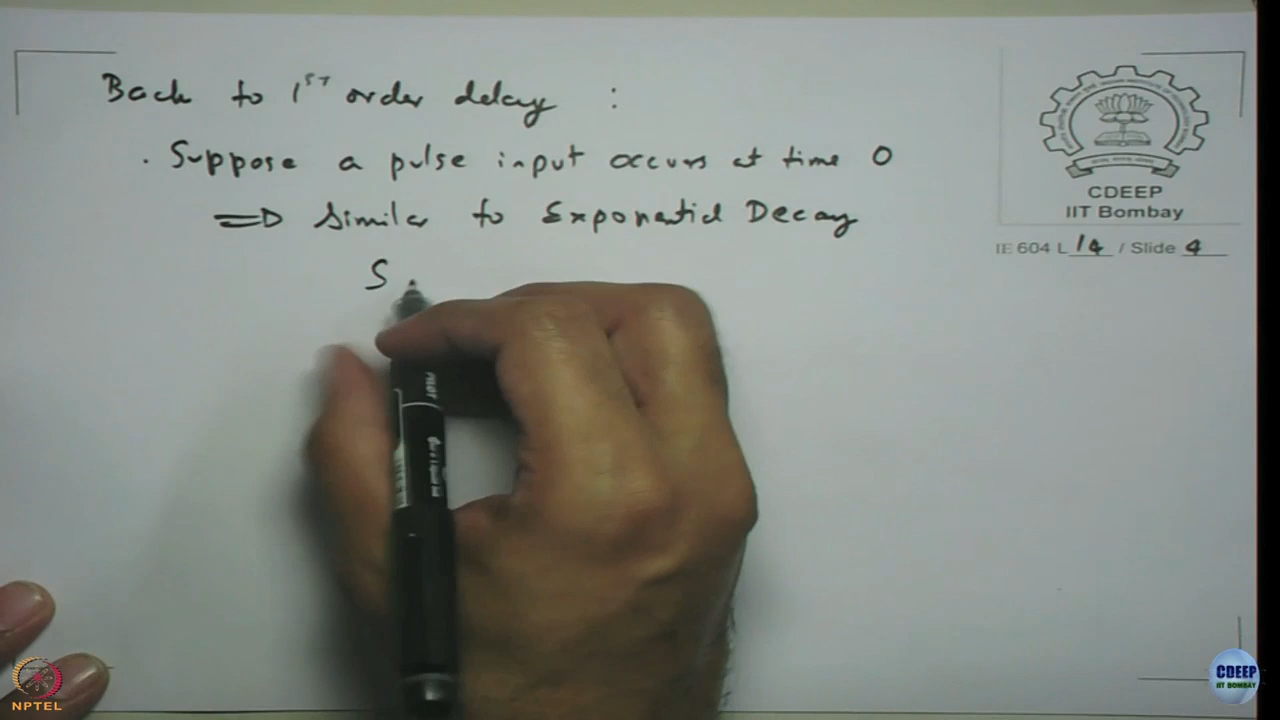 Back to 1ST order delay :
. Suppose a pulse input occurs at time 0
⇒ Similar to Exponential Decay
S
CDEEP
IIT Bombay
IE 604 L 14 / Slide 4
NPTEL
CDEEP
IIT BOMBAY